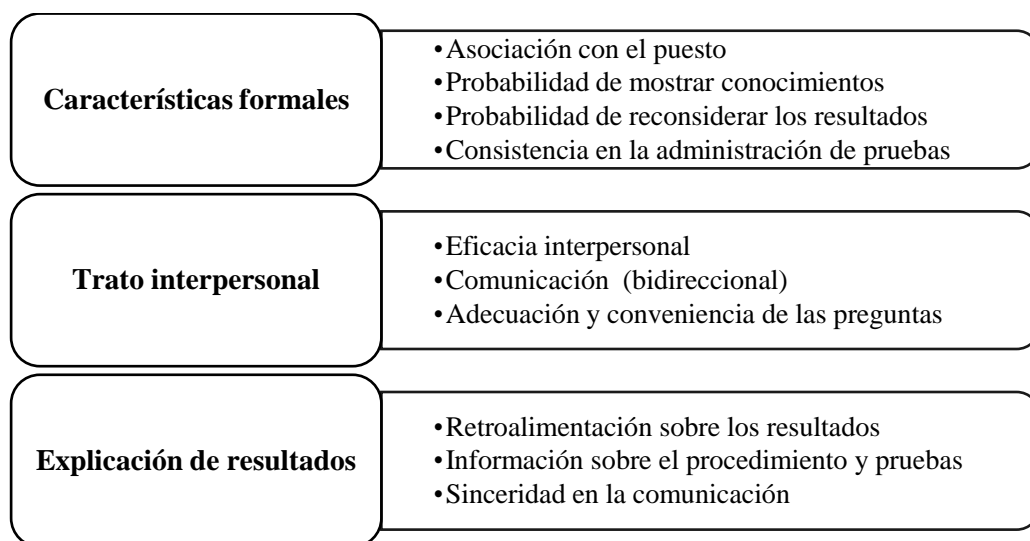 Características formales
•Asociación con el puesto
•Probabilidad de mostrar conocimientos
•Probabilidad de reconsiderar los resultados
•Consistencia en la administración de pruebas
Trato interpersonal
•Eficacia interpersonal
•Comunicación (bidireccional)
•Adecuación y conveniencia de las preguntas
Explicación de resultados
•Retroalimentación sobre los resultados
•Información sobre el procedimiento y pruebas
•Sinceridad en la comunicación